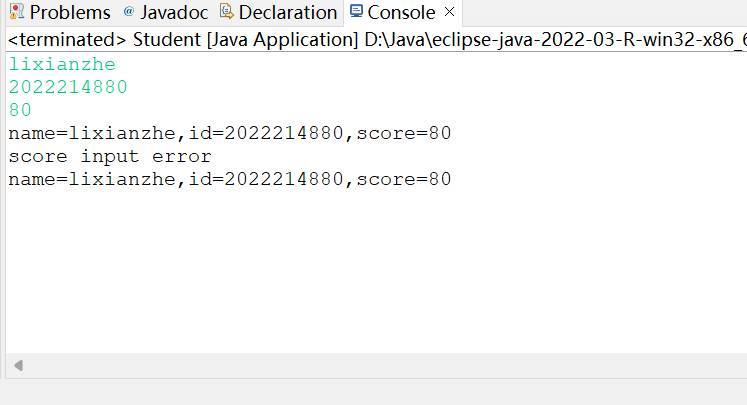 Problems @ Javadoc Declaration Console
<terminated> Student [Java Application] D:\Java\eclipse-java-2022-03-R-win32-x86_6
lixianzhe
2022214880
80
name=lixianzhe,id=2022214880,score=80
score input error
name=lixianzhe,id=2022214880,score=80